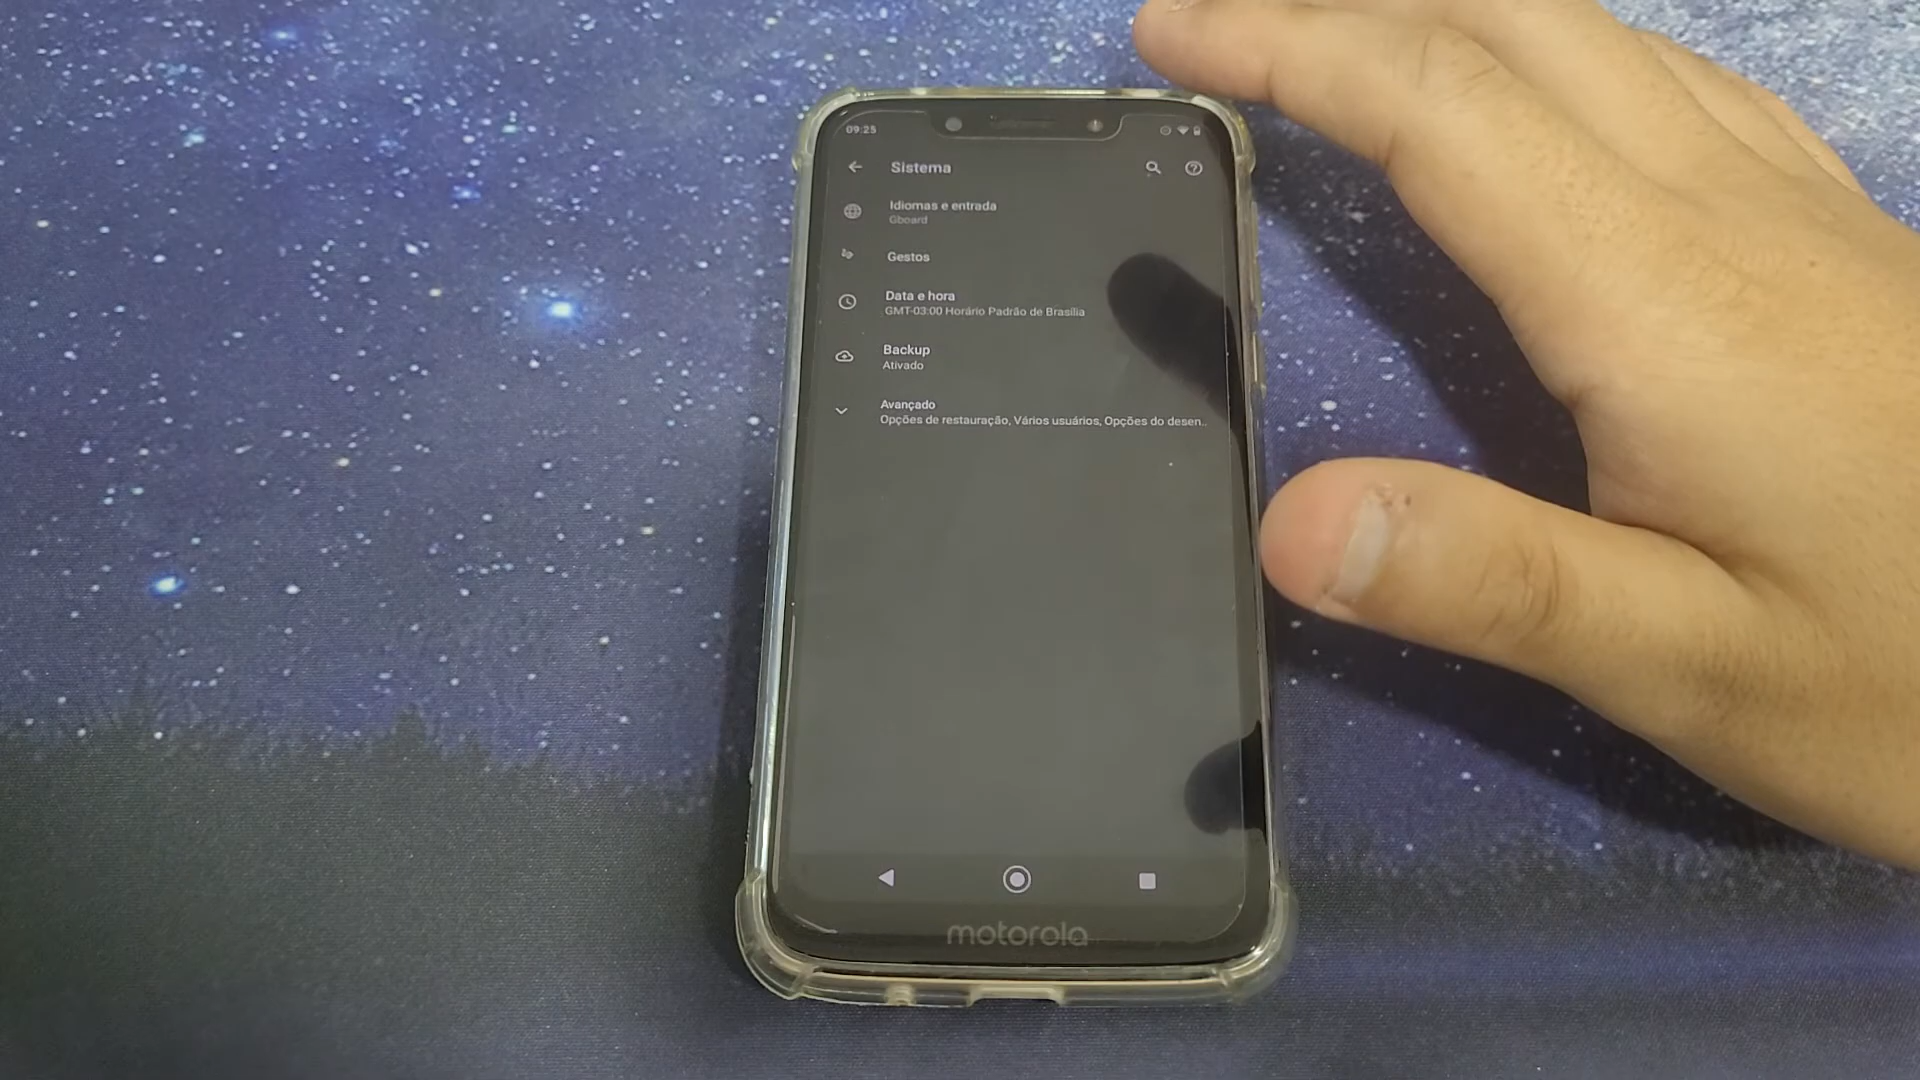 09:25
Sistema
Idiomas e entrada
Gboard
Gestos
Data e hora
GMT-03:00 Horário Padrão de Brasília
Backup
Ativado
Avançado
Opções de restauração, Vários usuários, Opções do desen..
motorola